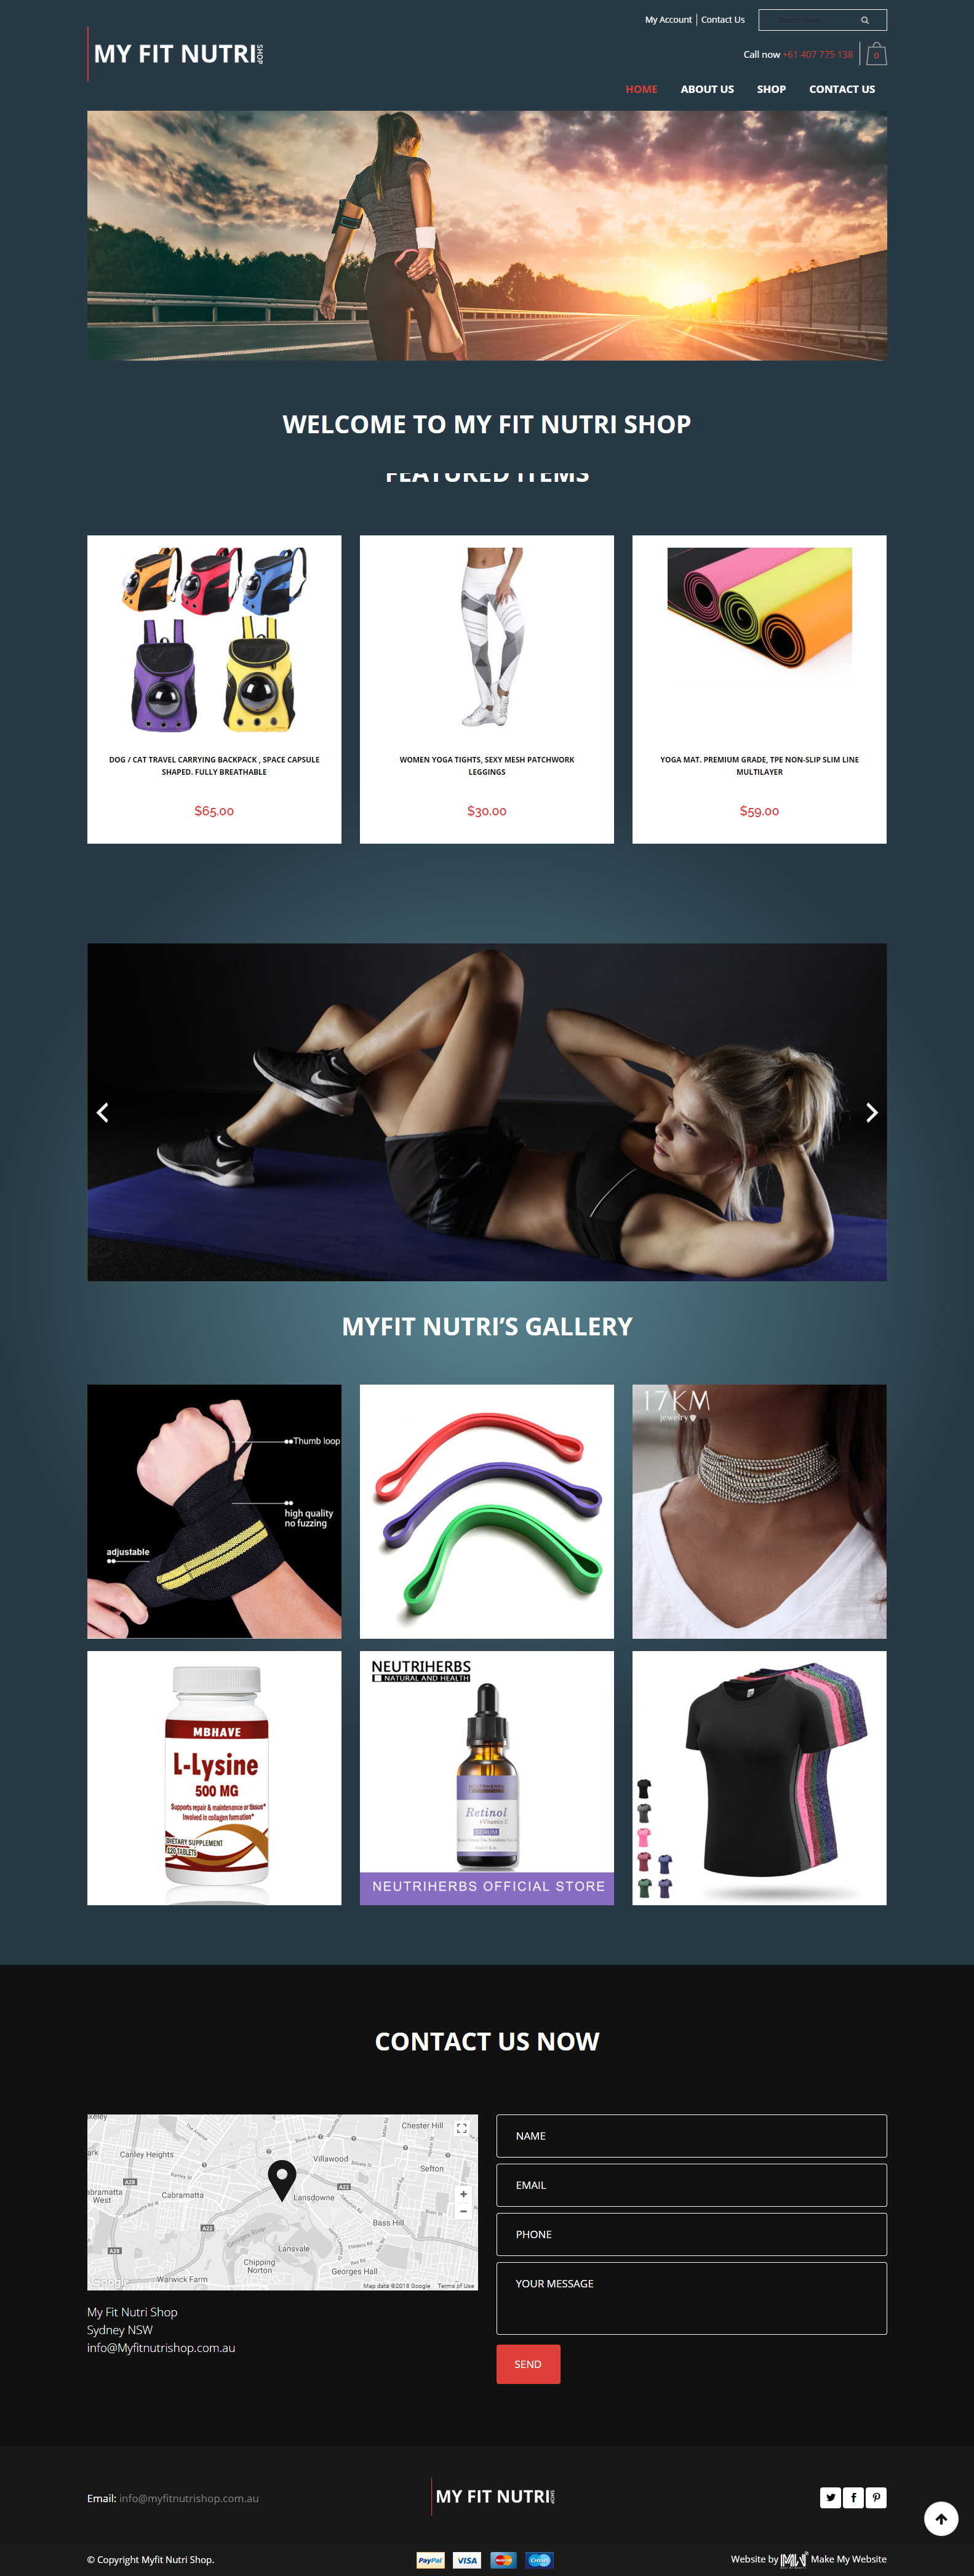 My Account
Contact Us
Search Here
MY FIT NUTRI SHOP
Call now +61 407 775 138
0
HOME
ABOUT US
SHOP
CONTACT US
WELCOME TO MY FIT NUTRI SHOP
FEATURED ITEMS
DOG / CAT TRAVEL CARRYING BACKPACK , SPACE CAPSULE
SHAPED. FULLY BREATHABLE
$65.00
WOMEN YOGA TIGHTS, SEXY MESH PATCHWORK
LEGGINGS
$30.00
YOGA MAT. PREMIUM GRADE, TPE NON-SLIP SLIM LINE
MULTILAYER
$59.00
MYFIT NUTRI'S GALLERY
Thumb loop
high quality
no fuzzing
adjustable
17KM
jewelry
MBHAVE
L-Lysine
500 MG
Supports repair & maintenance or tissue*
Involved in collagen formation*
DIETARY SUPPLEMENT
120 TABLETS
NEUTRIHERBS
NATURAL AND HEALTH
Retinol
+Vitamin E
SERUM
NEUTRIHERBS OFFICIAL STORE
CONTACT US NOW
Chester Hill
Canley Heights
Villawood
Sefton
Cabramatta
West
Cabramatta
Lansdowne
Bass Hill
Lansvale
Georges Hall
Chipping
Norton
Warwick Farm
Google
Map data ©2018 Google
Terms of Use
My Fit Nutri Shop
Sydney NSW
info@Myfitnutrishop.com.au
NAME
EMAIL
PHONE
YOUR MESSAGE
SEND
Email: info@myfitnutrishop.com.au
MY FIT NUTRI SHOP
© Copyright Myfit Nutri Shop.
PayPal
VISA
MasterCard
Cirrus
Website by MMW Make My Website